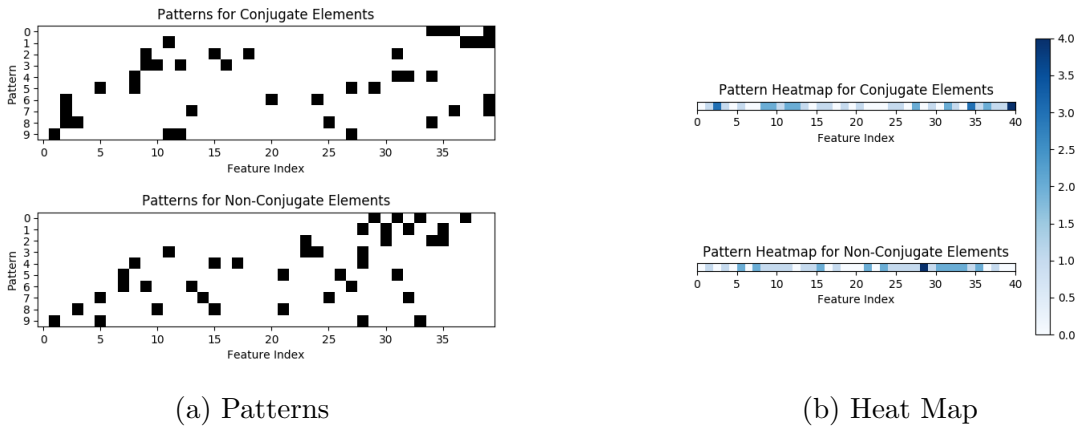 Patterns for Conjugate Elements
Pattern
0
1
2
3
4
5
6
7
8
9
0 5 10 15 20 25 30 35
Feature Index
Patterns for Non-Conjugate Elements
Pattern
0
1
2
3
4
5
6
7
8
9
0 5 10 15 20 25 30 35
Feature Index
(a) Patterns
Pattern Heatmap for Conjugate Elements
0 5 10 15 20 25 30 35 40
Feature Index
Pattern Heatmap for Non-Conjugate Elements
0 5 10 15 20 25 30 35 40
Feature Index
4.0
3.5
3.0
2.5
2.0
1.5
1.0
0.5
0.0
(b) Heat Map